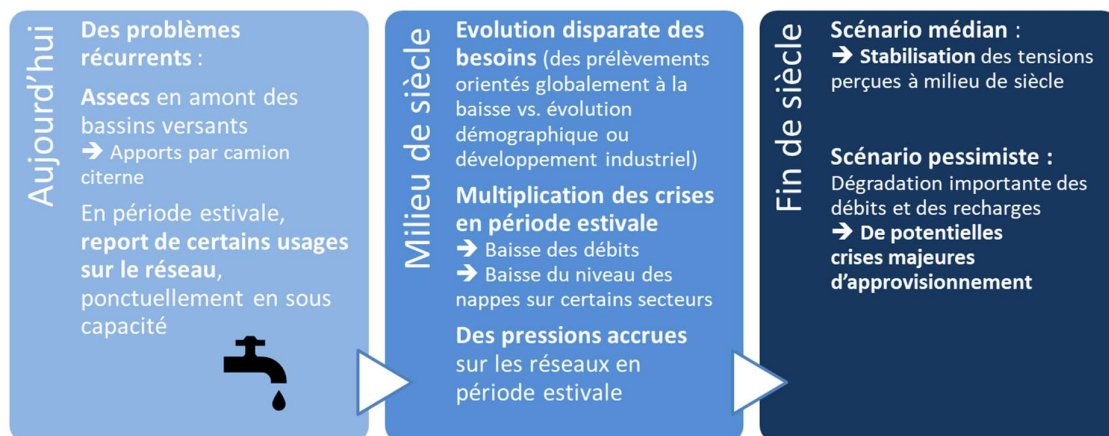 Aujourd'hui
Des problèmes
récurrents :
Assecs en amont des
bassins versants
➔ Apports par camion
citerne
En période estivale,
report de certains usages
sur le réseau,
ponctuellement en sous
capacité
Milieu de siècle
Evolution disparate des
besoins (des prélèvements
orientés globalement à la
baisse vs. évolution
démographique ou
développement industriel)
Multiplication des crises
en période estivale
➔ Baisse des débits
➔ Baisse du niveau des
nappes sur certains secteurs
Des pressions accrues
sur les réseaux en
période estivale
Fin de siècle
Scénario médian :
➔ Stabilisation des tensions
perçues à milieu de siècle
Scénario pessimiste :
Dégradation importante des
débits et des recharges
➔ De potentielles
crises majeures
d'approvisionnement